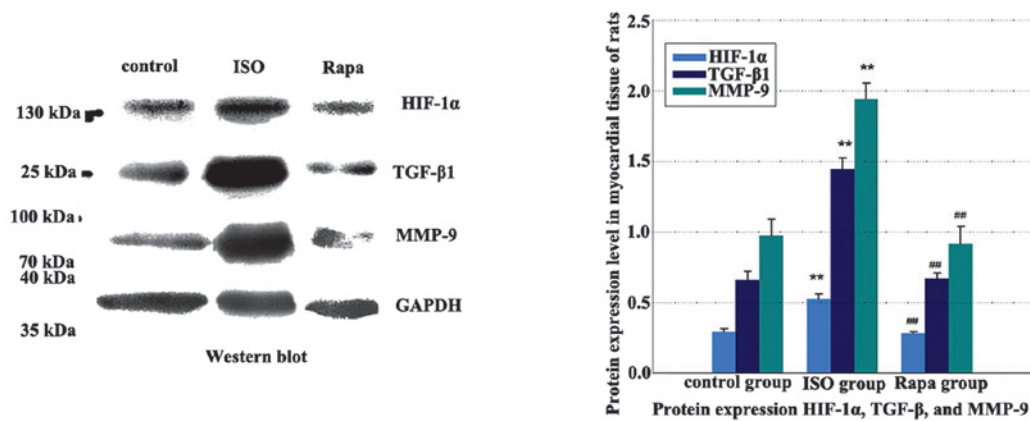 control ISO Rapa
130 kDa HIF-1α
25 kDa TGF-β1
100 kDa
MMP-9
70 kDa
40 kDa
GAPDH
35 kDa
Western blot
Protein expression level in myocardial tissue of rats
2.5
2.0
1.5
1.0
0.5
0.0
HIF-1α
TGF-β1
MMP-9
**
**
**
##
##
##
control group ISO group Rapa group
Protein expression HIF-1α, TGF-β, and MMP-9